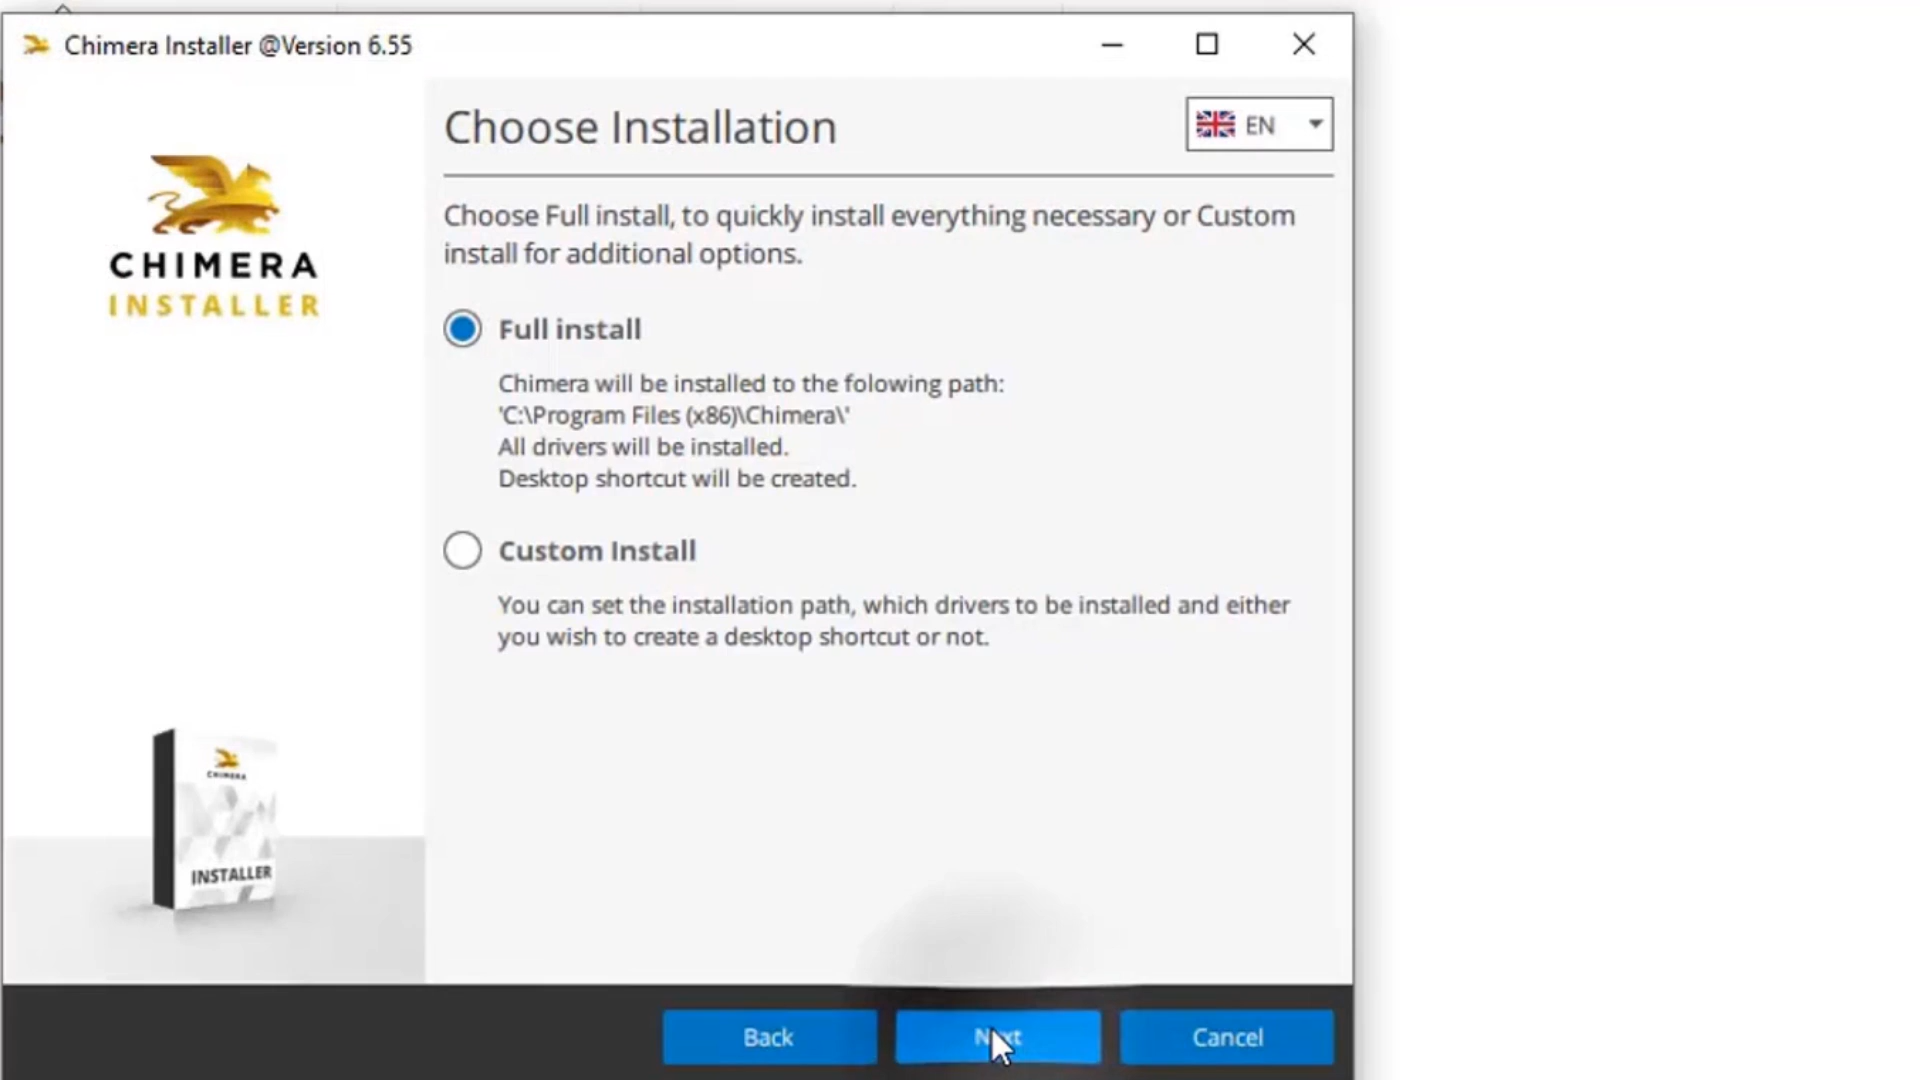 Chimera Installer @Version 6.55
CHIMERA
INSTALLER
Choose Installation
EN
Choose Full install, to quickly install everything necessary or Custom
install for additional options.
Full install
Chimera will be installed to the folowing path:
'C:\Program Files (x86)\Chimera\'
All drivers will be installed.
Desktop shortcut will be created.
Custom Install
You can set the installation path, which drivers to be installed and either
you wish to create a desktop shortcut or not.
CHIMERA
INSTALLER
Back
Next
Cancel